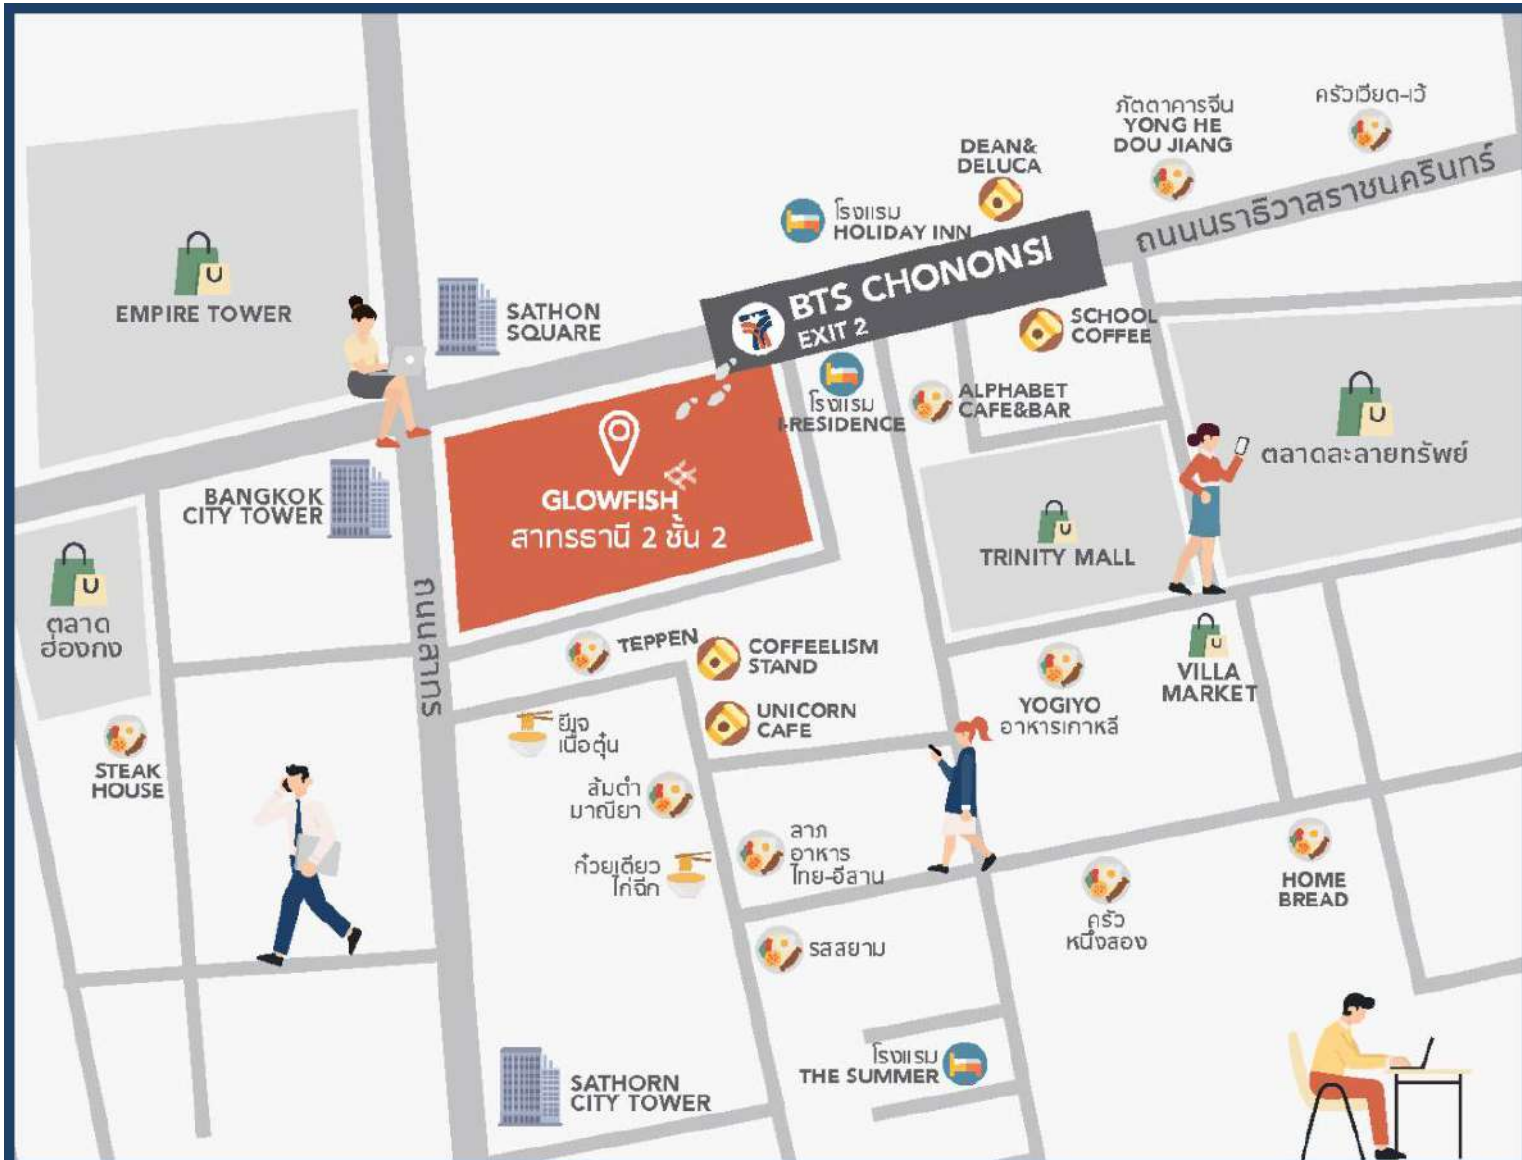 ครัวเวียด-เว้
ภัตตาคารจีน
YONG HE
DOU JIANG
DEAN&
DELUCA
ถนนนราธิวาสราชนครินทร์
โรงแรม
HOLIDAY INN
BTS CHONONSI
EXIT 2
EMPIRE TOWER
SATHON
SQUARE
SCHOOL
COFFEE
โรงแรม
I-RESIDENCE
ALPHABET
CAFE&BAR
ตลาดละลายทรัพย์
BANGKOK
CITY TOWER
GLOWFISH
สาทรธานี 2 ชั้น 2
TRINITY MALL
ตลาด
ฮ่องกง
ถนนสาทร
TEPPEN
COFFEELISM
STAND
VILLA
MARKET
YOGIYO
อาหารเกาหลี
UNICORN
CAFE
ยีเจ
เนื้อตุ๋น
STEAK
HOUSE
ส้มตำ
มาณียา
ลาภ
อาหาร
ไทย-อีสาน
ก๋วยเตี๋ยว
ไก่ฉีก
HOME
BREAD
ครัว
หนึ่งสอง
รสสยาม
โรงแรม
THE SUMMER
SATHORN
CITY TOWER